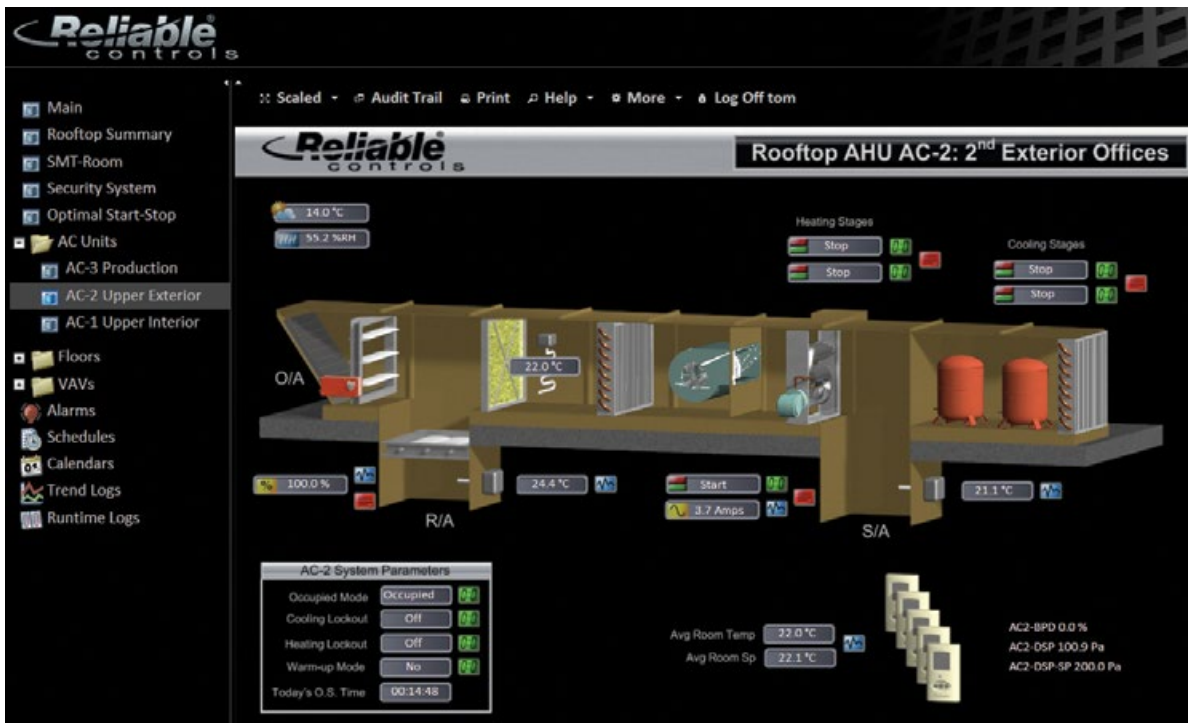 Reliable
controls
Scaled Audit Trail Print Help More Log Off tom
Main
Rooftop Summary
SMT-Room
Security System
Optimal Start-Stop
AC Units
AC-3 Production
AC-2 Upper Exterior
AC-1 Upper Interior
Floors
VAVs
Alarms
Schedules
Calendars
Trend Logs
Runtime Logs
Reliable
controls
Rooftop AHU AC-2: 2nd Exterior Offices
14.0 °C
55.2 %RH
Heating Stages
Stop
Stop
Cooling Stages
Stop
Stop
O/A
22.0 °C
% 100.0 %
R/A
24.4 °C
Start
3.7 Amps
S/A
21.1 °C
AC-2 System Parameters
Occupied Mode Occupied
Cooling Lockout Off
Heating Lockout Off
Warm-up Mode No
Today's O.S. Time 00:14:48
Avg Room Temp 22.0 °C
Avg Room Sp 22.1 °C
AC2-BPD 0.0 %
AC2-DSP 100.9 Pa
AC2-DSP-SP 200.0 Pa